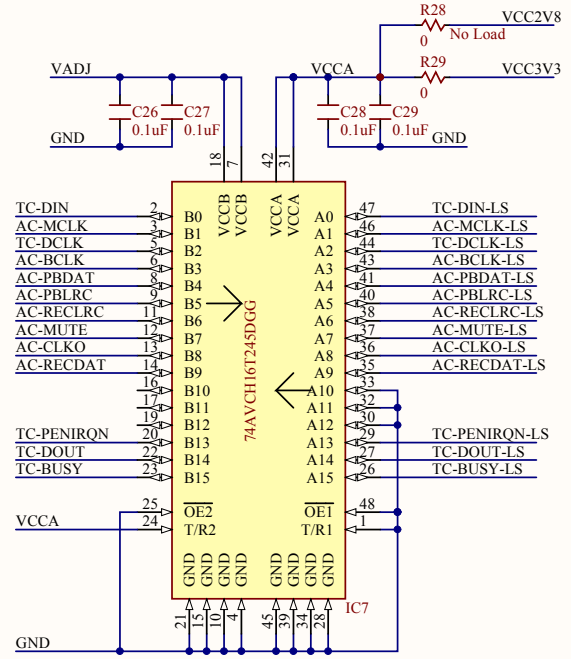 R28
VCC2V8
No Load
0
VADJ
VCCA
R29
VCC3V3
0
C26
0.1uF
C27
0.1uF
C28
0.1uF
C29
0.1uF
GND
GND
18
7
42
31
VCCB
VCCB
VCCA
VCCA
TC-DIN 2 B0 A0 47 TC-DIN-LS
AC-MCLK 3 B1 A1 46 AC-MCLK-LS
TC-DCLK 5 B2 A2 44 TC-DCLK-LS
AC-BCLK 6 B3 A3 43 AC-BCLK-LS
AC-PBDAT 8 B4 A4 41 AC-PBDAT-LS
AC-PBLRC 9 B5 A5 40 AC-PBLRC-LS
AC-RECLRC 11 B6 A6 38 AC-RECLRC-LS
AC-MUTE 12 B7 A7 37 AC-MUTE-LS
AC-CLKO 13 B8 A8 36 AC-CLKO-LS
AC-RECDAT 14 B9 A9 35 AC-RECDAT-LS
16 B10 A10 33
17 B11 A11 32
19 B12 A12 30
TC-PENIRQN 20 B13 A13 29 TC-PENIRQN-LS
TC-DOUT 22 B14 A14 27 TC-DOUT-LS
TC-BUSY 23 B15 A15 26 TC-BUSY-LS
74AVCH16T245DGG
25 OE2 OE1 48
VCCA 24 T/R2 T/R1 1
GND
GND
GND
GND
GND
GND
GND
GND
21
15
10
4
45
39
34
28
IC7
GND